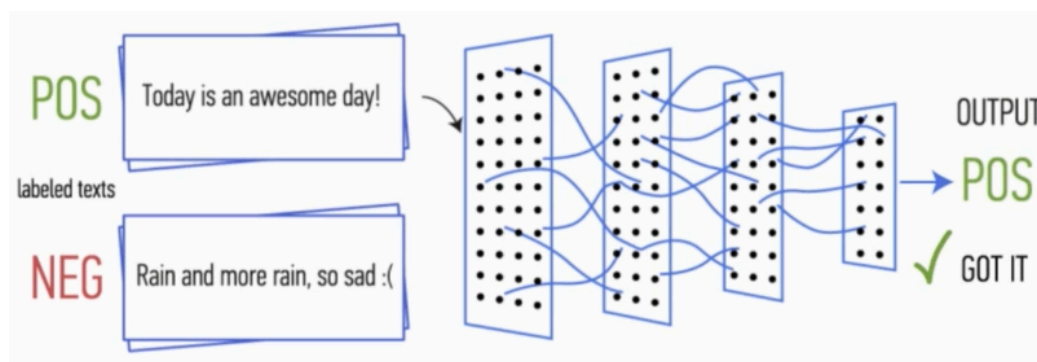 POS
Today is an awesome day!
labeled texts
NEG
Rain and more rain, so sad :(
OUTPUT
POS
GOT IT